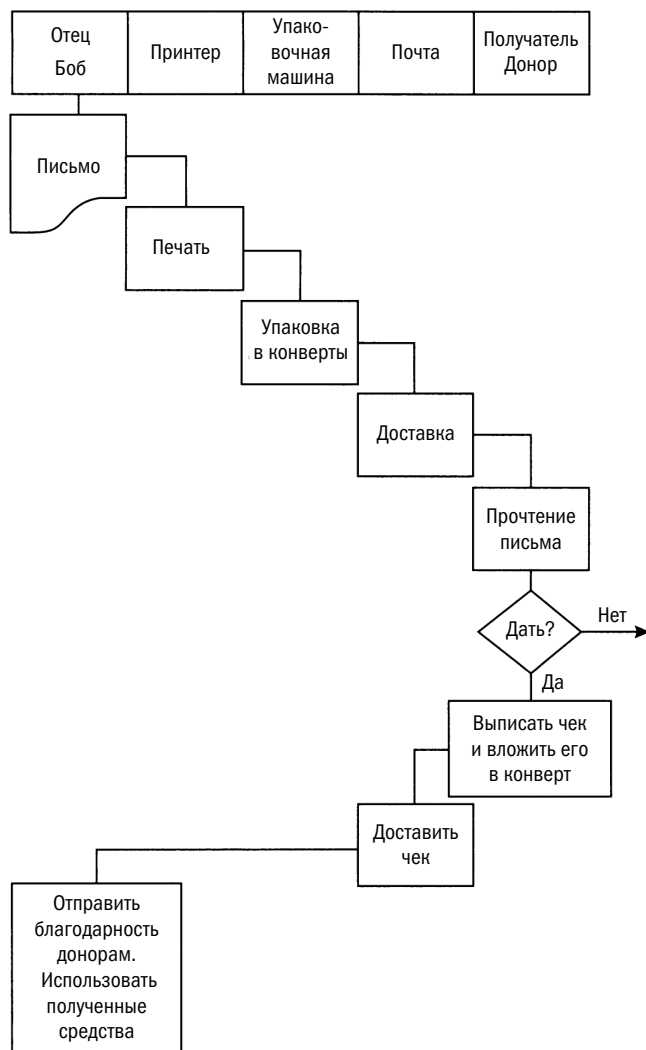 Отец
Боб
Принтер
Упако-
вочная
машина
Почта
Получатель
Донор
Письмо
Печать
Упаковка
в конверты
Доставка
Прочтение
письма
Дать?
Нет
Да
Выписать чек
и вложить его
в конверт
Доставить
чек
Отправить
благодарность
донорам.
Использовать
полученные
средства